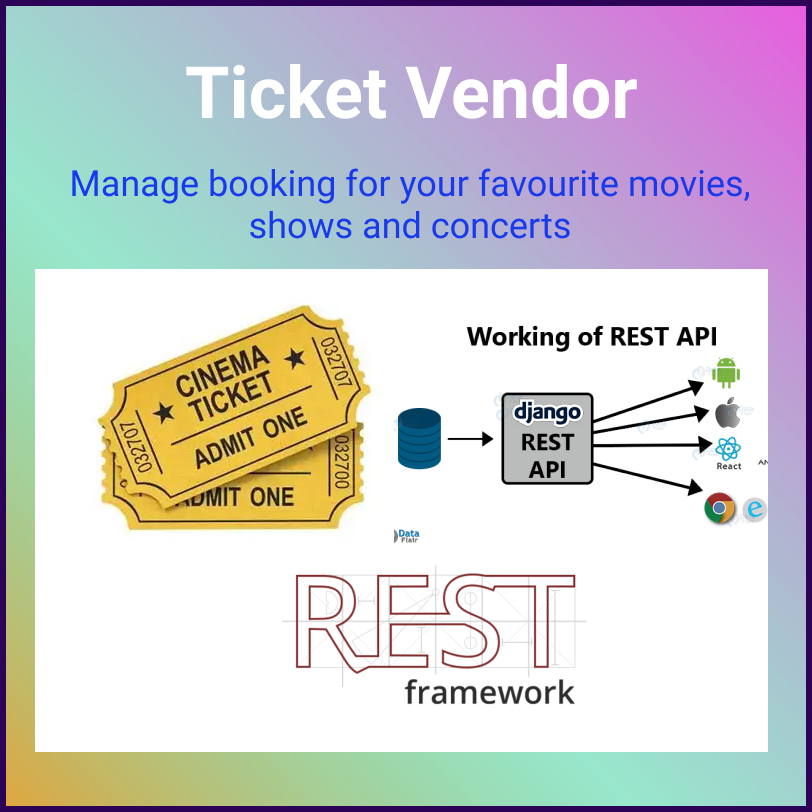 Ticket Vendor
Manage booking for your favourite movies,
shows and concerts
CINEMA
TICKET
ADMIT ONE
032707
032707
ADMIT ONE
032700
Working of REST API
django
REST
API
React
AN
Data
Flair
REST
framework